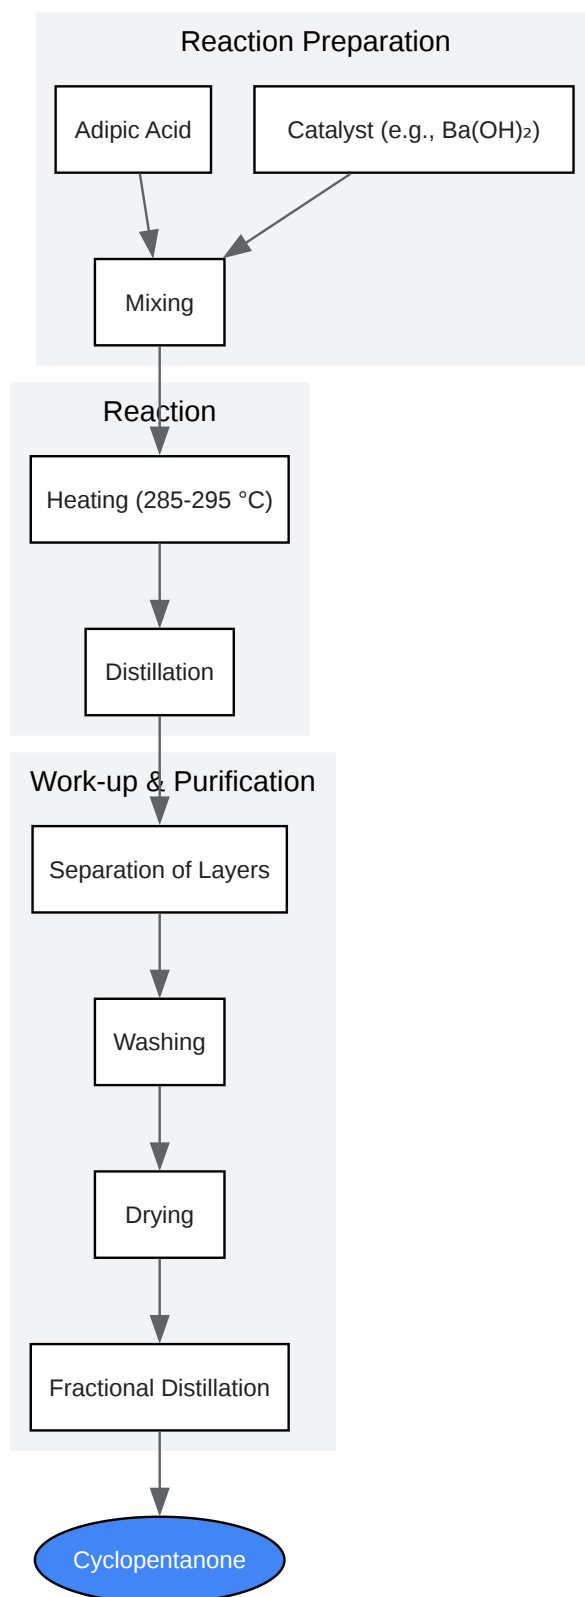 Reaction Preparation
Adipic Acid
Catalyst (e.g., Ba(OH)₂)
Mixing
Reaction
Heating (285-295 °C)
Distillation
Work-up & Purification
Separation of Layers
Washing
Drying
Fractional Distillation
Cyclopentanone